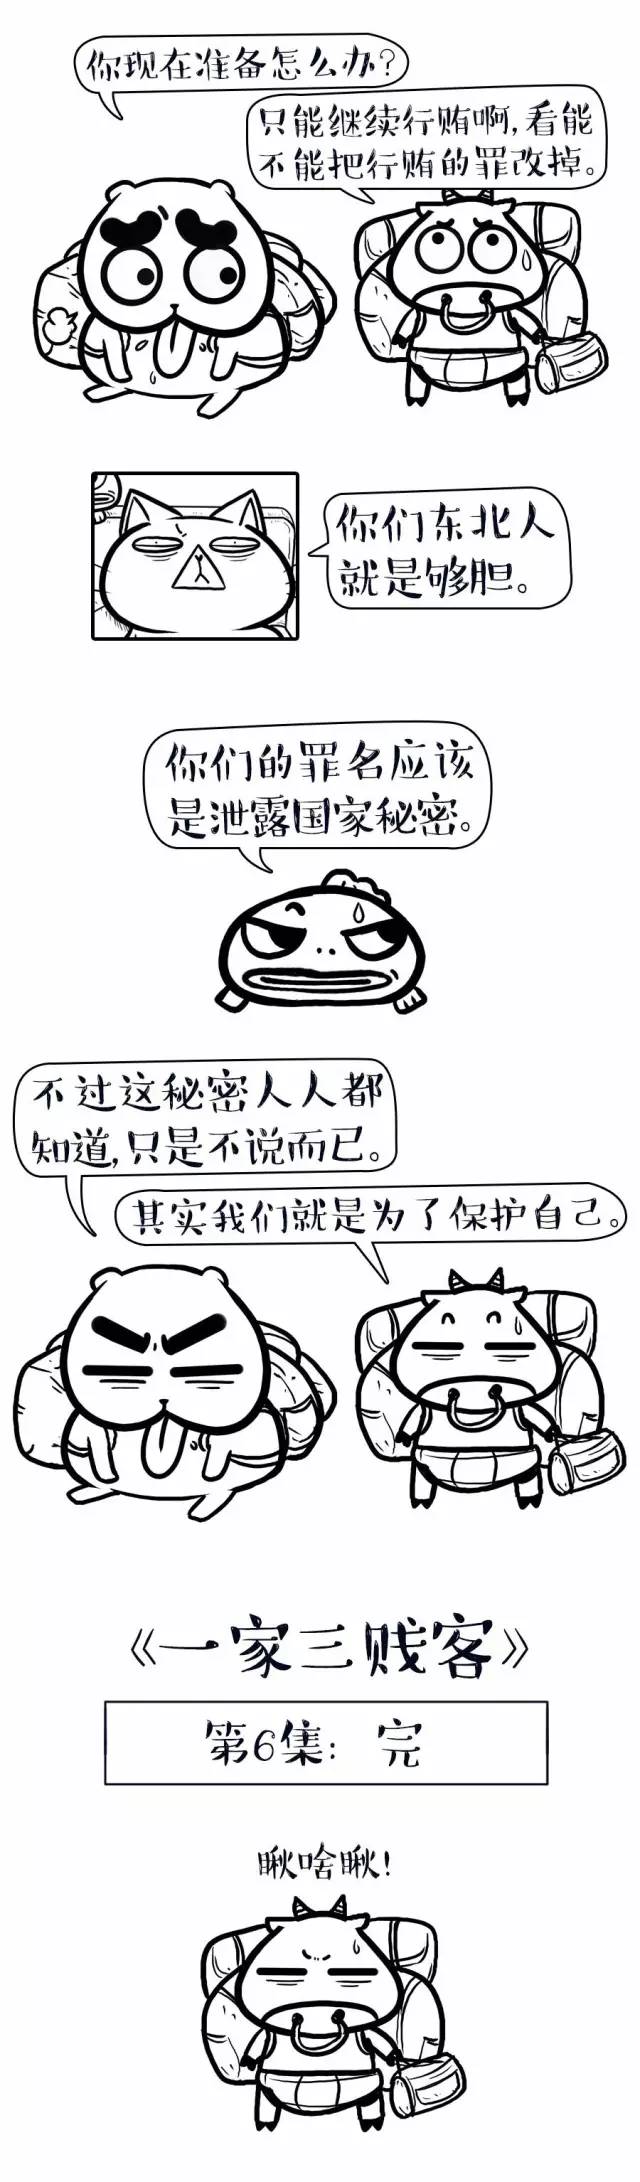 你现在准备怎么办?
只能继续行贿啊,看能
不能把行贿的罪改掉。
你们东北人
就是够胆。
你们的罪名应该
是泄露国家秘密。
不过这秘密人人都
知道,只是不说而已。
其实我们就是为了保护自己。
《一家三贱客》
第6集: 完
瞅啥瞅!